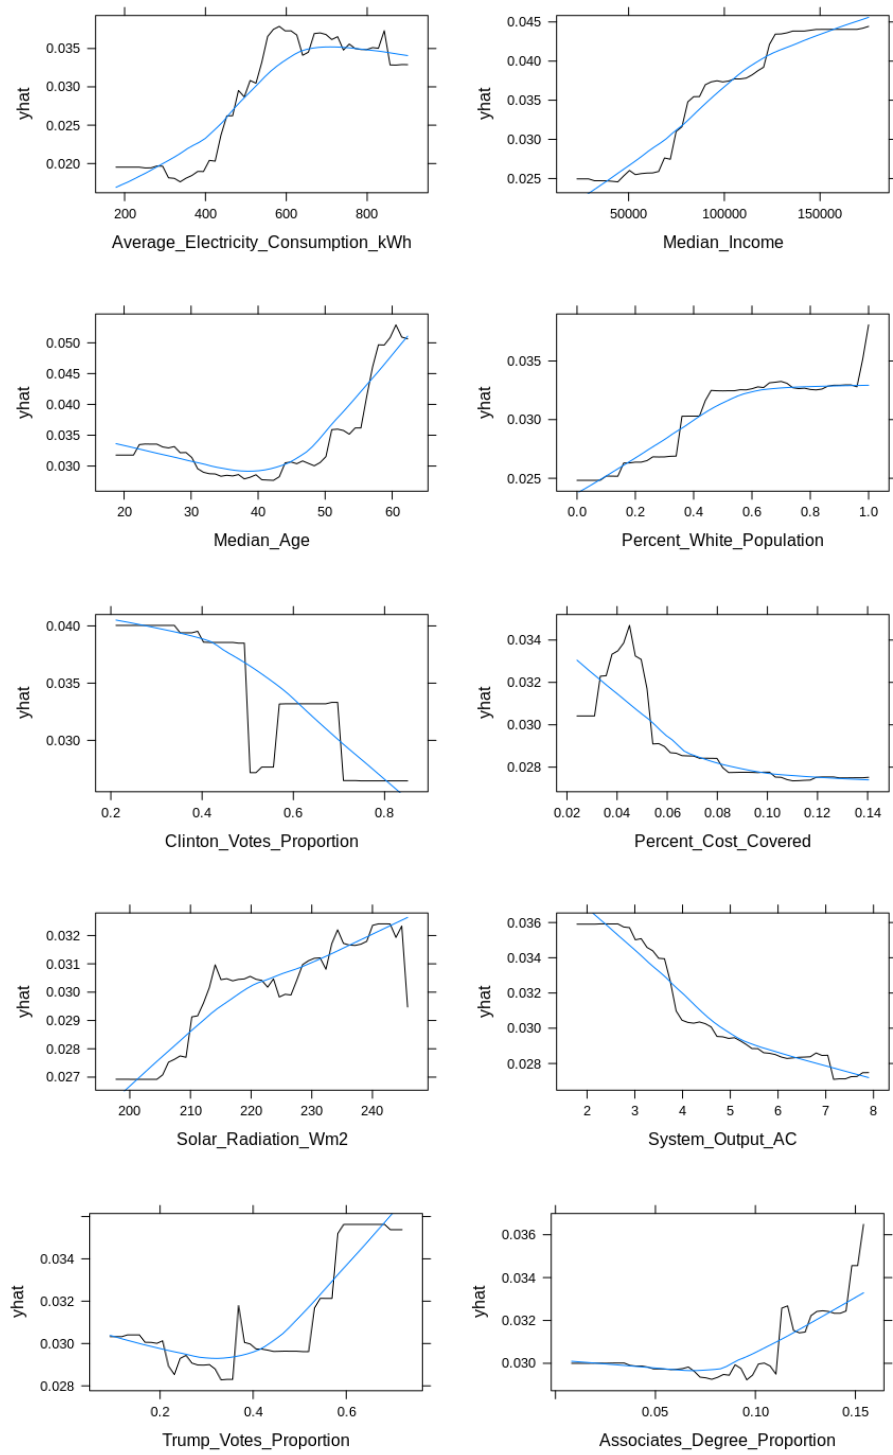 yhat
0.035
0.030
0.025
0.020
200 400 600 800
Average_Electricity_Consumption_kWh
yhat
0.045
0.040
0.035
0.030
0.025
50000 100000 150000
Median_Income
yhat
0.050
0.045
0.040
0.035
0.030
20 30 40 50 60
Median_Age
yhat
0.035
0.030
0.025
0.0 0.2 0.4 0.6 0.8 1.0
Percent_White_Population
yhat
0.040
0.035
0.030
0.2 0.4 0.6 0.8
Clinton_Votes_Proportion
yhat
0.034
0.032
0.030
0.028
0.02 0.04 0.06 0.08 0.10 0.12 0.14
Percent_Cost_Covered
yhat
0.032
0.031
0.030
0.029
0.028
0.027
200 210 220 230 240
Solar_Radiation_Wm2
yhat
0.036
0.034
0.032
0.030
0.028
2 3 4 5 6 7 8
System_Output_AC
yhat
0.034
0.032
0.030
0.028
0.2 0.4 0.6
Trump_Votes_Proportion
yhat
0.036
0.034
0.033
0.032
0.030
0.05 0.10 0.15
Associates_Degree_Proportion